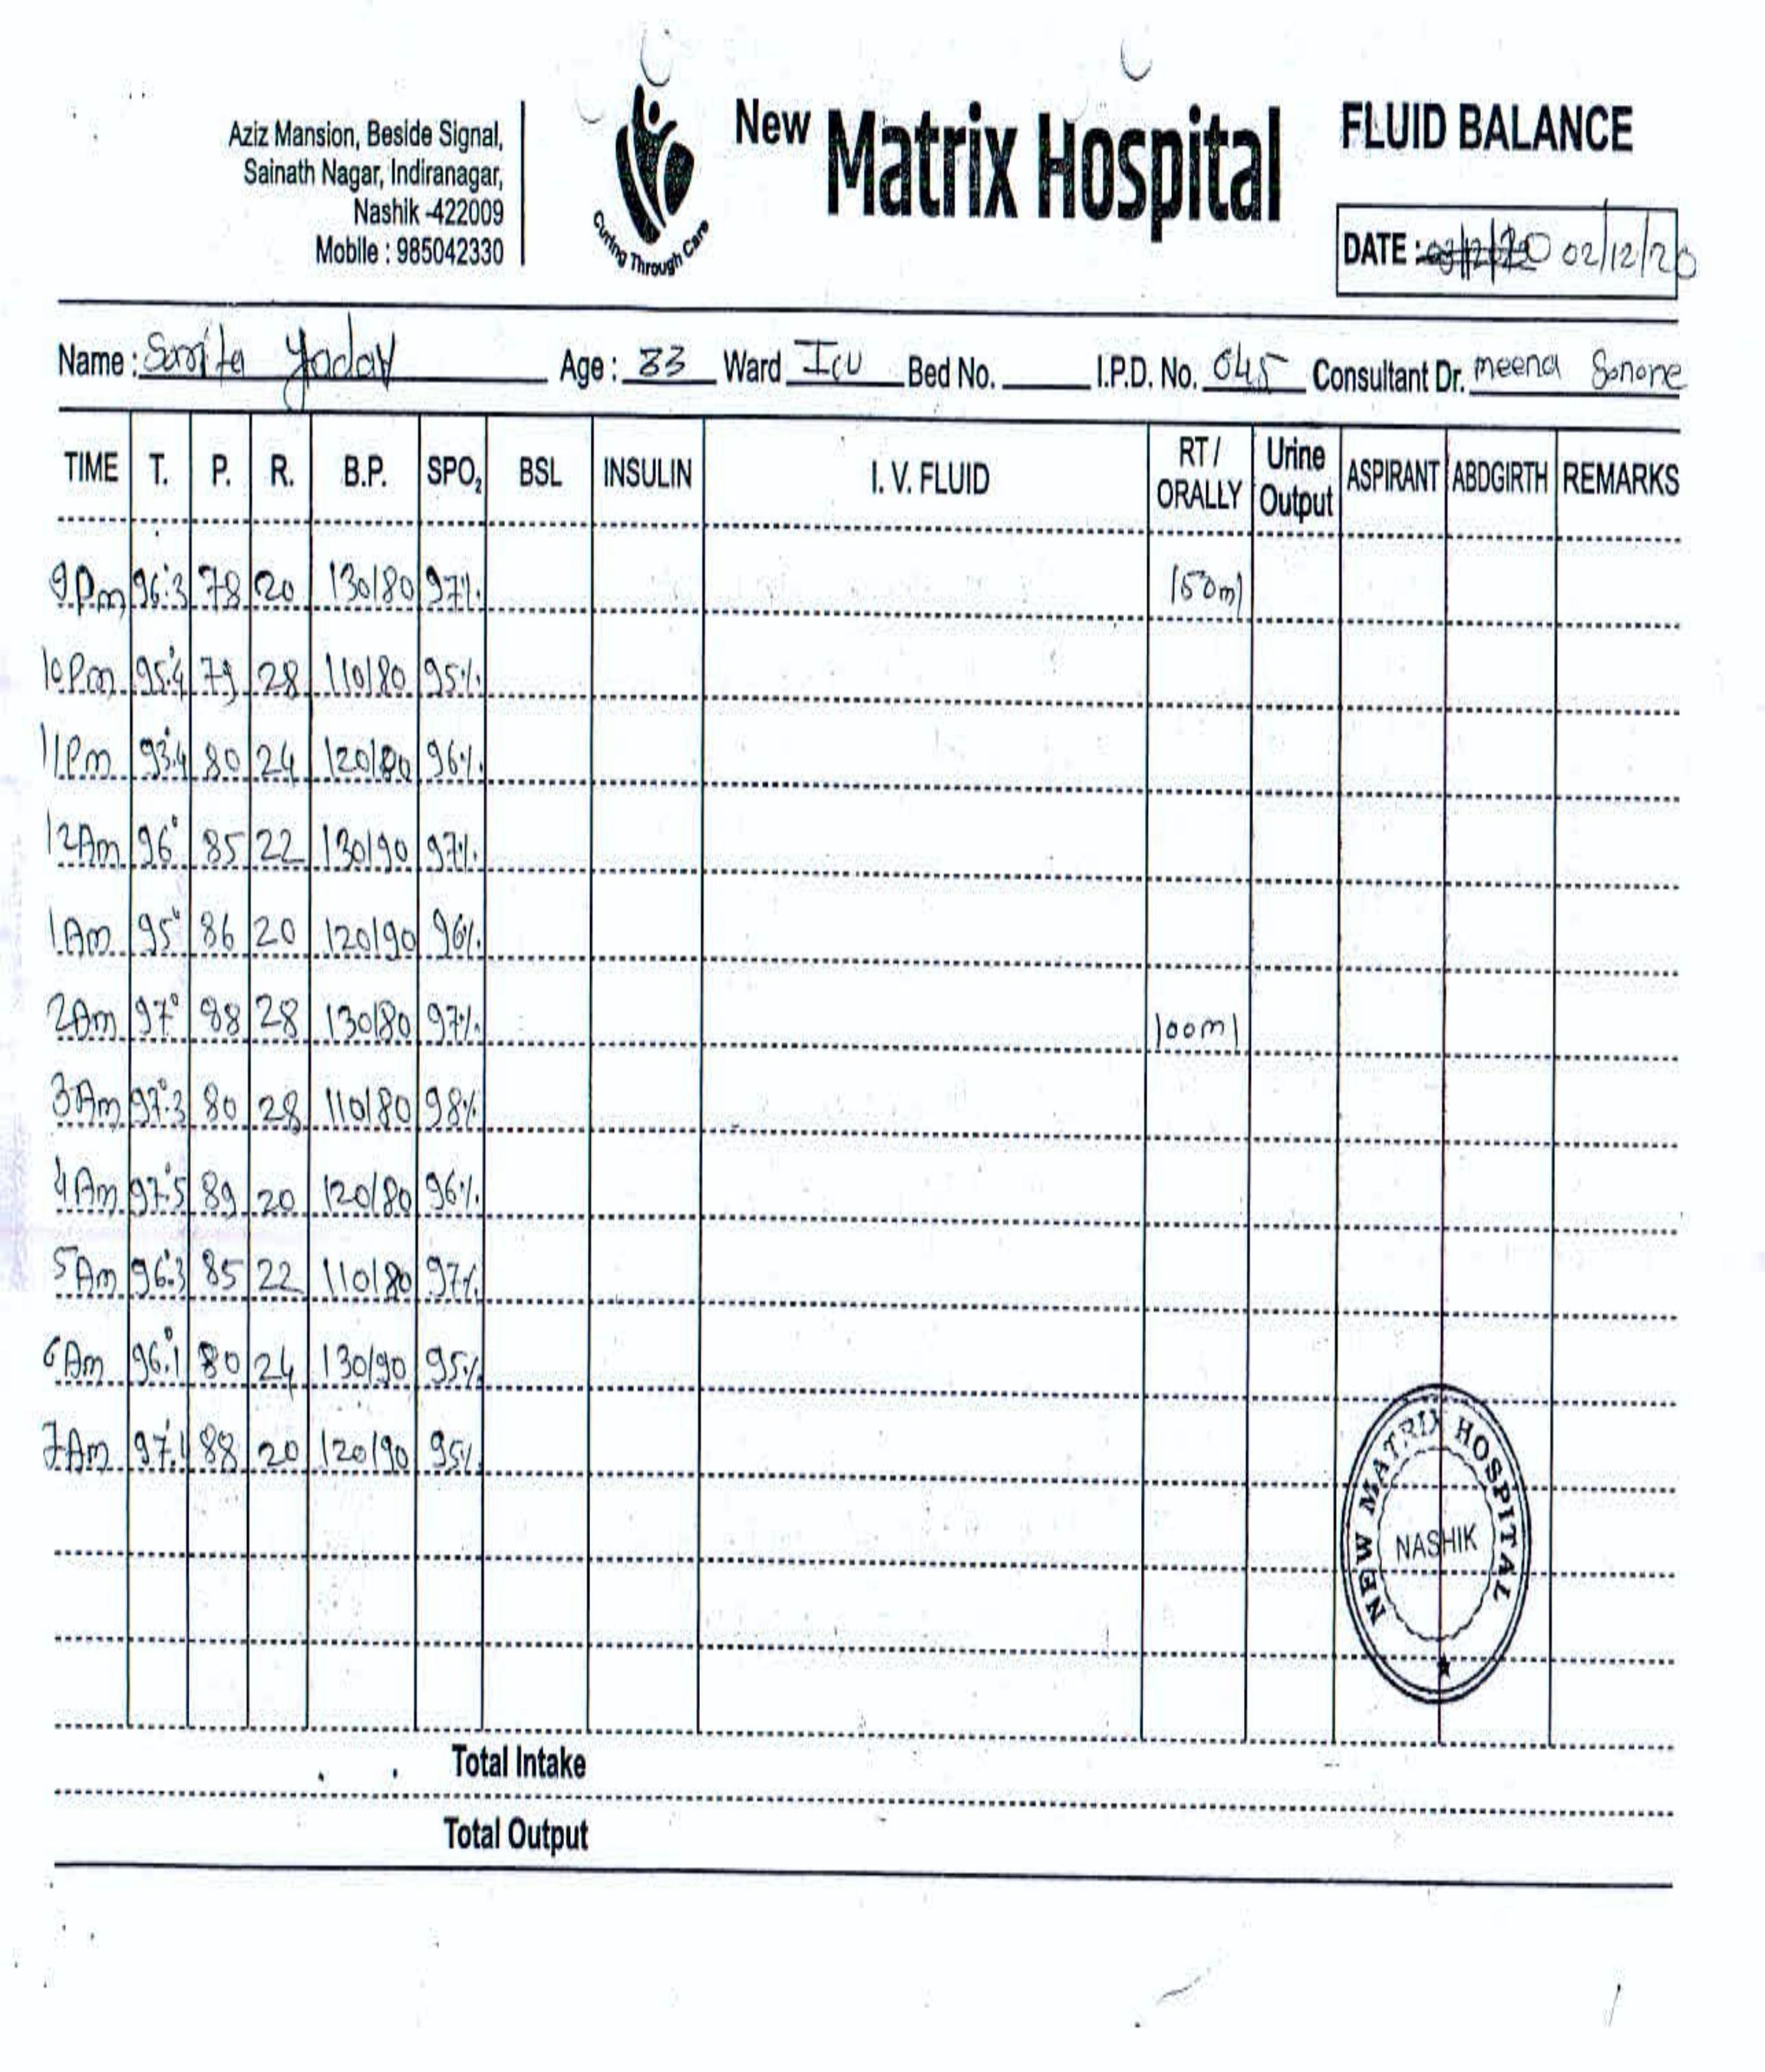 Aziz Mansion, Beside Signal,
Sainath Nagar, Indiranagar,
Nashik -422009
Mobile : 985042330
Curing Through Care
New Matrix Hospital
FLUID BALANCE
DATE : 02/12/20
Name : Yadav Age : 33 Ward ICU Bed No. I.P.D. No. 045 Consultant Dr. meena Sonone
TIME T. P. R. B.P. SPO2 BSL INSULIN I. V. FLUID RT / ORALLY Urine Output ASPIRANT ABDGIRTH REMARKS
9Pm 96.3° 78 20 130/80 97% 150ml
10Pm 95.4° 79 28 110/80 95%
11Pm 93.4° 80 24 120/80 96%
12Am 96° 85 22 130/90 97%
1Am 95° 86 20 120/90 96%
2Am 97° 88 28 130/80 97% 100ml
3Am 97.3° 80 28 110/80 98%
4Am 97.5° 89 20 120/80 96%
5Am 96.3° 85 22 110/80 97%
6Am 96.1° 80 24 130/90 95%
7Am 97.1° 88 20 120/90 95%
NEW MATRIX HOSPITAL
NASHIK
Total Intake
Total Output